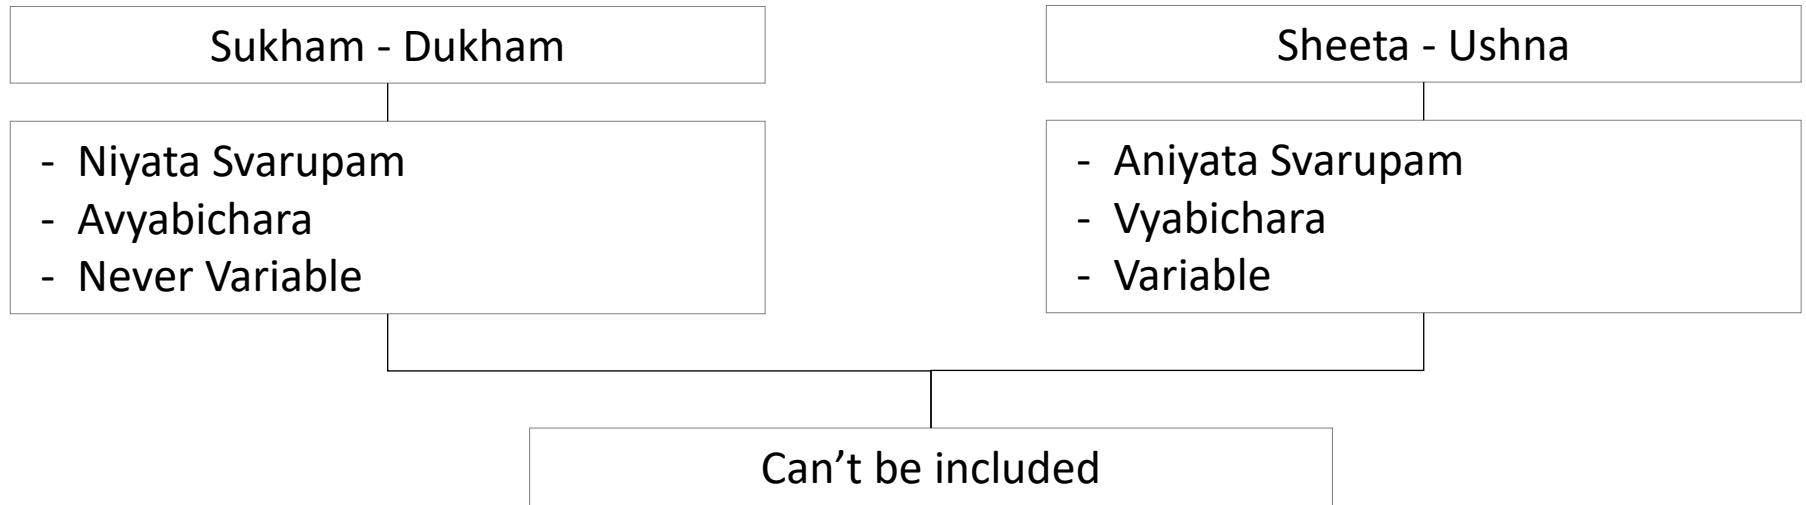 Sukham - Dukham
Sheeta - Ushna
- Niyata Svarupam
- Avyabichara
- Never Variable
- Aniyata Svarupam
- Vyabichara
- Variable
Can’t be included